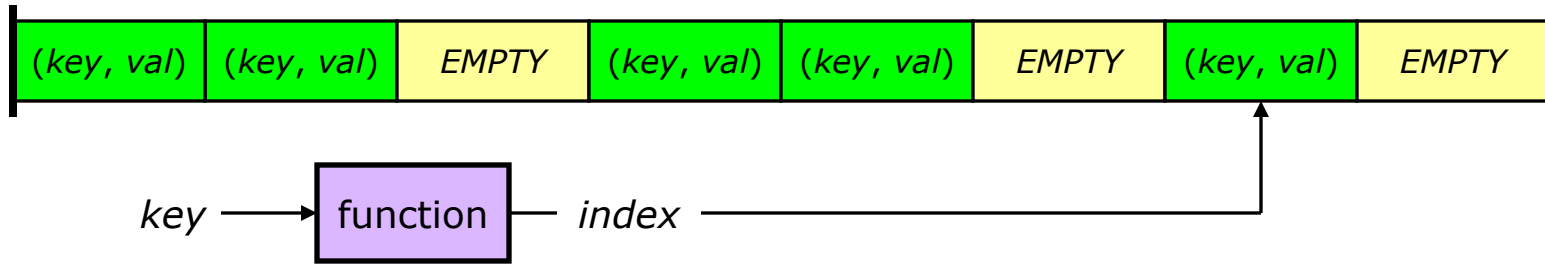 (key, val) (key, val) EMPTY (key, val) (key, val) EMPTY (key, val) EMPTY
key function index